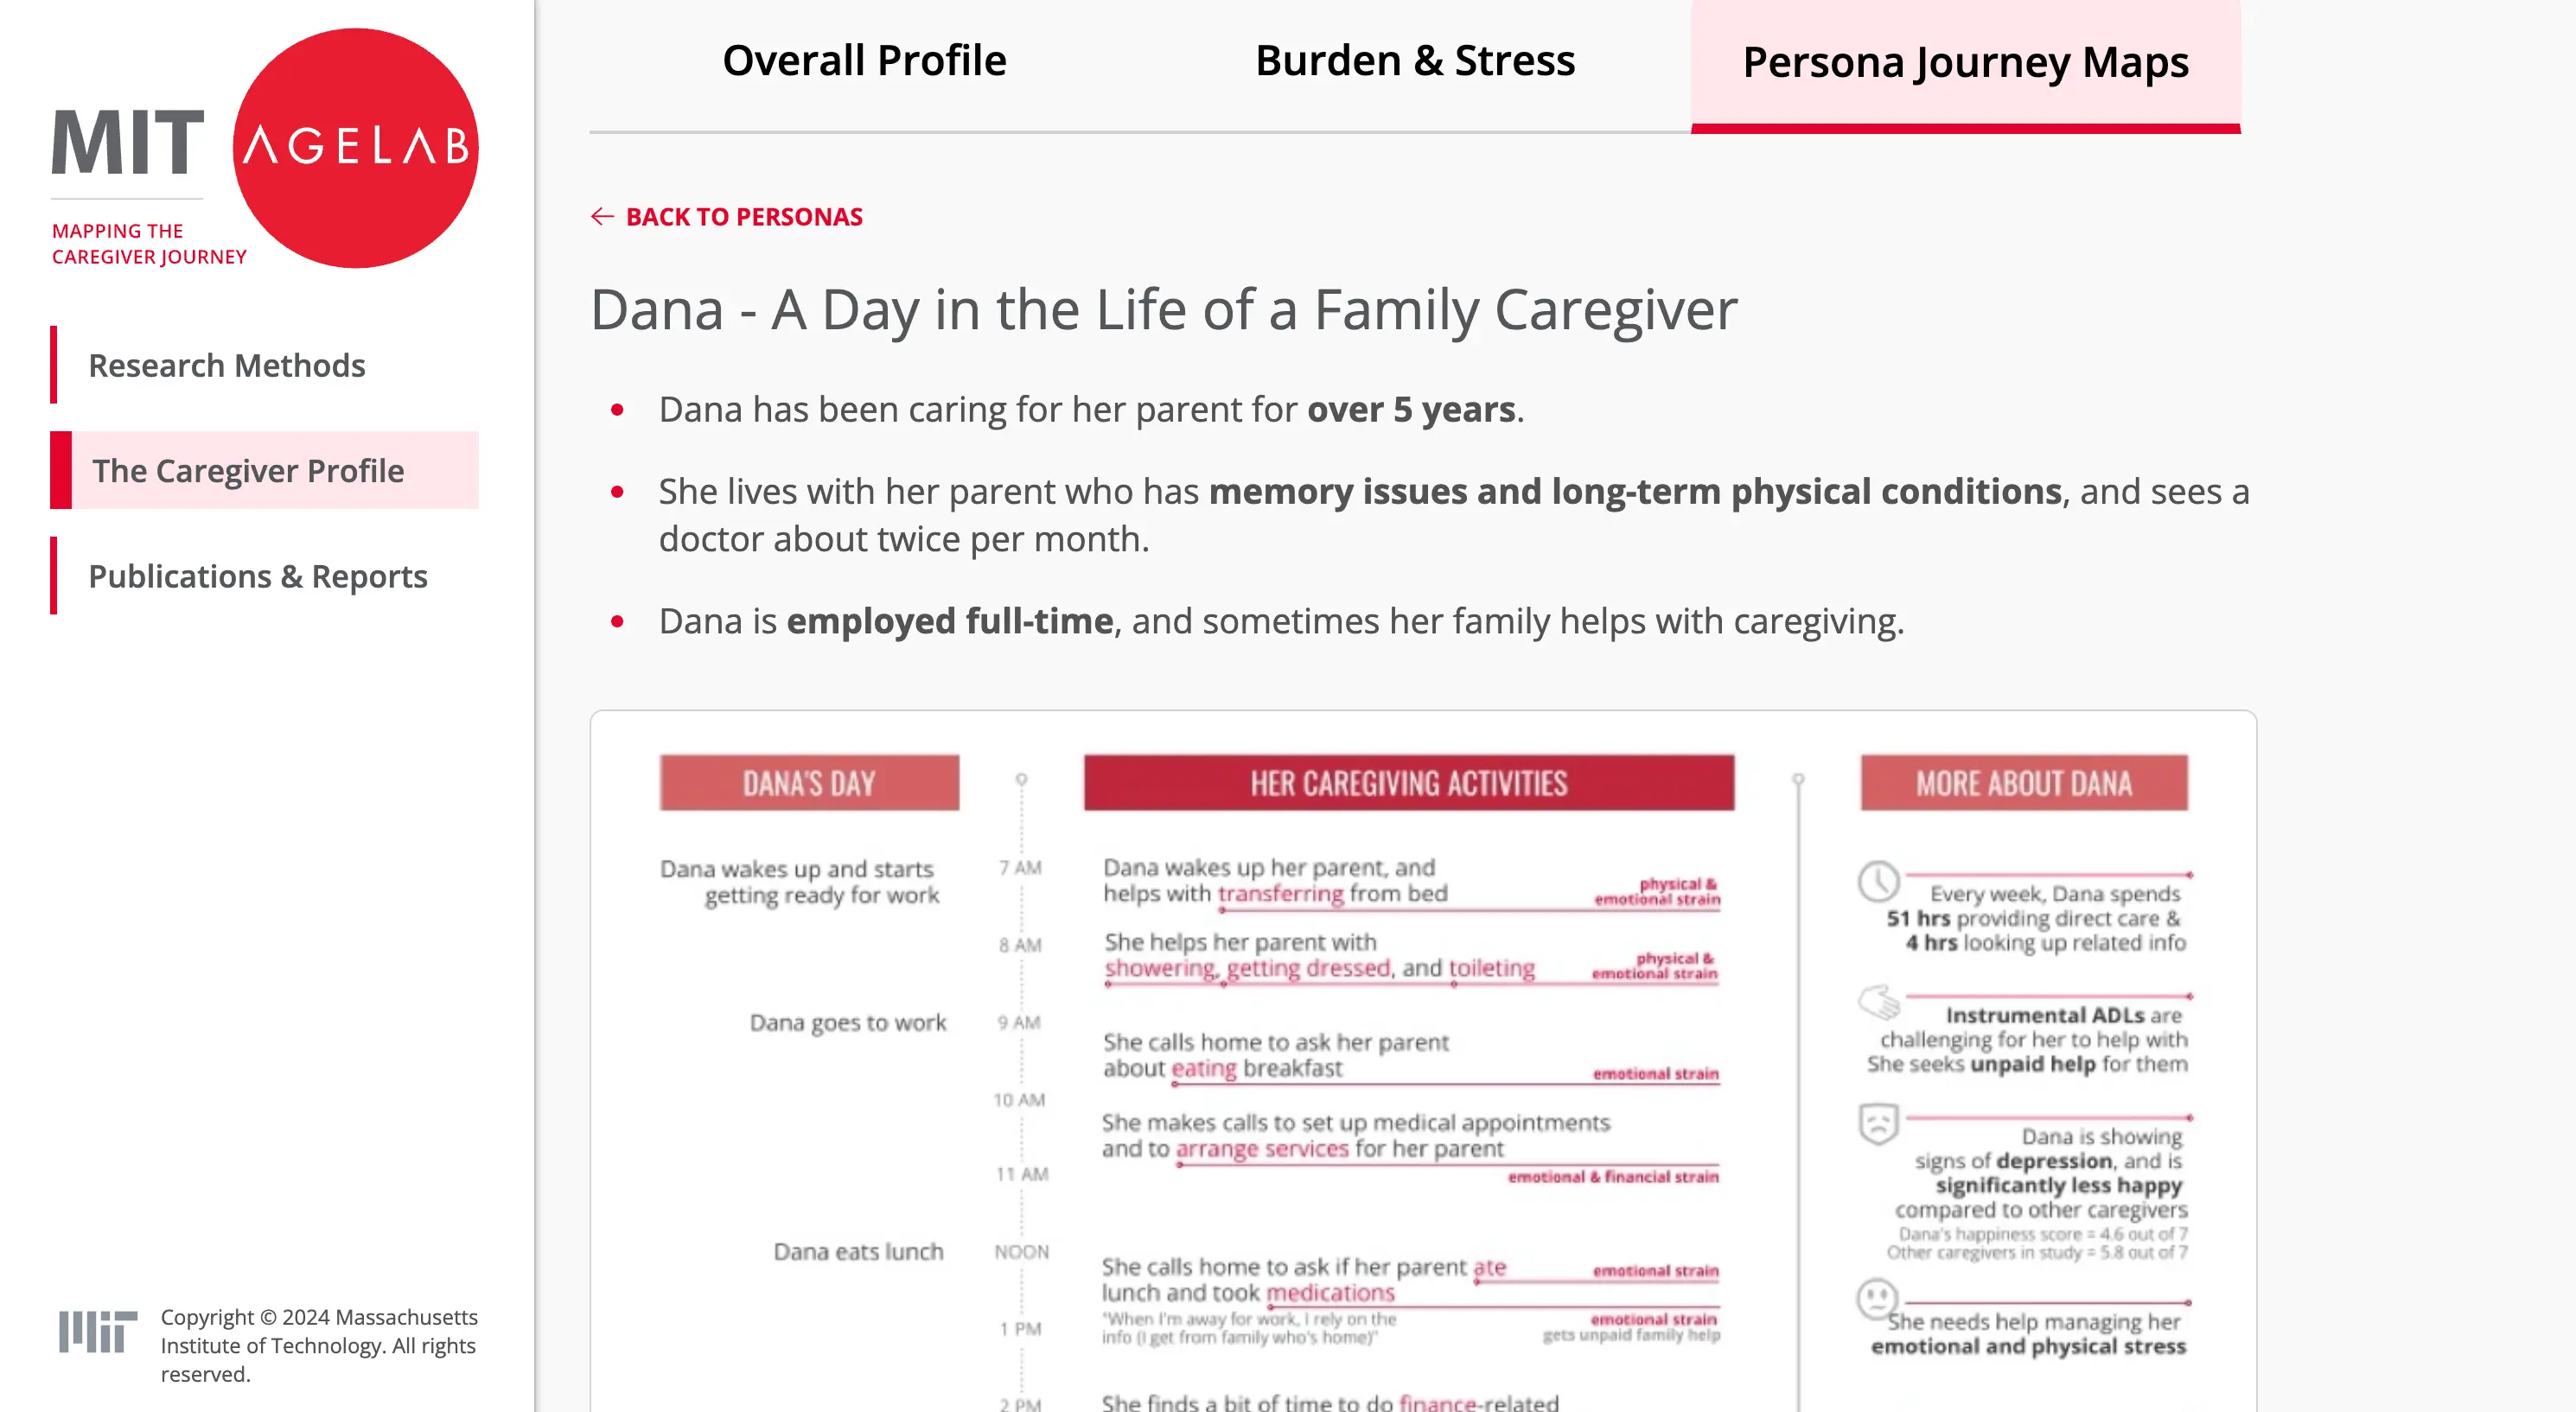 MIT
AGELAB
MAPPING THE
CAREGIVER JOURNEY
Research Methods
The Caregiver Profile
Publications & Reports
Copyright © 2024 Massachusetts
Institute of Technology. All rights
reserved.
Overall Profile
Burden & Stress
Persona Journey Maps
← BACK TO PERSONAS
Dana - A Day in the Life of a Family Caregiver
• Dana has been caring for her parent for over 5 years.
• She lives with her parent who has memory issues and long-term physical conditions, and sees a
doctor about twice per month.
• Dana is employed full-time, and sometimes her family helps with caregiving.
DANA'S DAY
Dana wakes up and starts
getting ready for work
Dana goes to work
Dana eats lunch
7 AM
8 AM
9 AM
10 AM
11 AM
NOON
1 PM
2 PM
HER CAREGIVING ACTIVITIES
Dana wakes up her parent, and
helps with transferring from bed
physical &
emotional strain
She helps her parent with
showering, getting dressed, and toileting
physical &
emotional strain
She calls home to ask her parent
about eating breakfast
emotional strain
She makes calls to set up medical appointments
and to arrange services for her parent
emotional & financial strain
She calls home to ask if her parent ate
emotional strain
lunch and took medications
"When I'm away for work, I rely on the
info (I get from family who's home)"
emotional strain
gets unpaid family help
She finds a bit of time to do finance-related
MORE ABOUT DANA
Every week, Dana spends
51 hrs providing direct care &
4 hrs looking up related info
Instrumental ADLs are
challenging for her to help with
She seeks unpaid help for them
Dana is showing
signs of depression, and is
significantly less happy
compared to other caregivers
Dana's happiness score = 4.6 out of 7
Other caregivers in study = 5.8 out of 7
She needs help managing her
emotional and physical stress